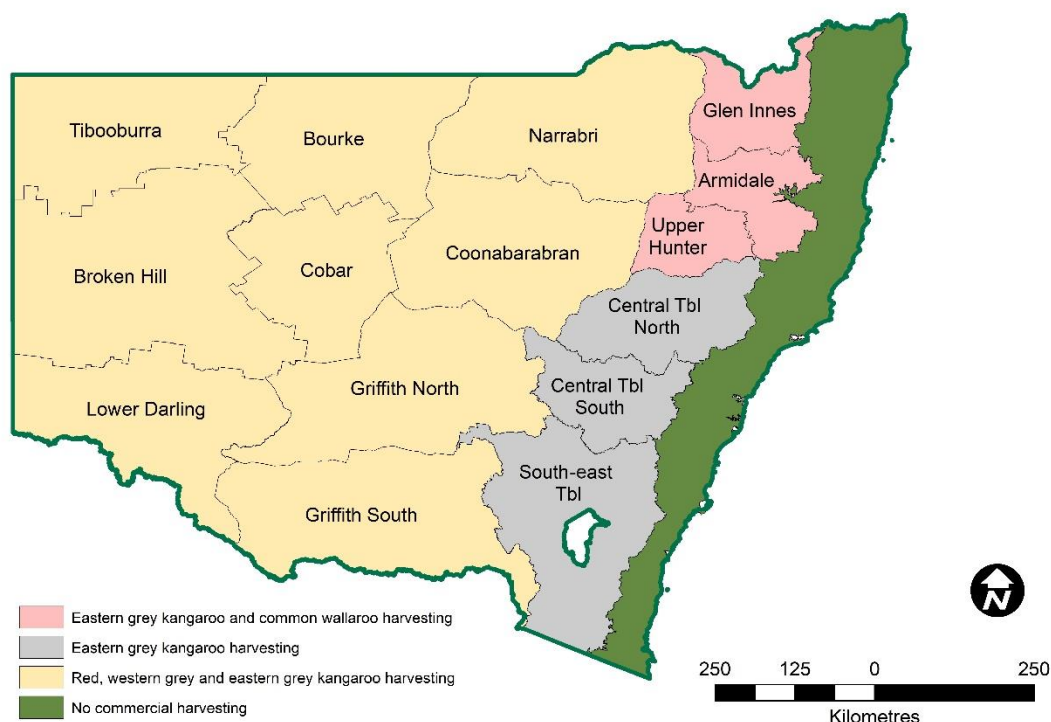 Glen Innes
Tibooburra
Bourke
Narrabri
Armidale
Upper
Hunter
Coonabarabran
Broken Hill
Cobar
Central Tbl
North
Griffith North
Central Tbl
South
Lower Darling
South-east
Tbl
Griffith South
N
Eastern grey kangaroo and common wallaroo harvesting
Eastern grey kangaroo harvesting
Red, western grey and eastern grey kangaroo harvesting
No commercial harvesting
250 125 0 250
Kilometres